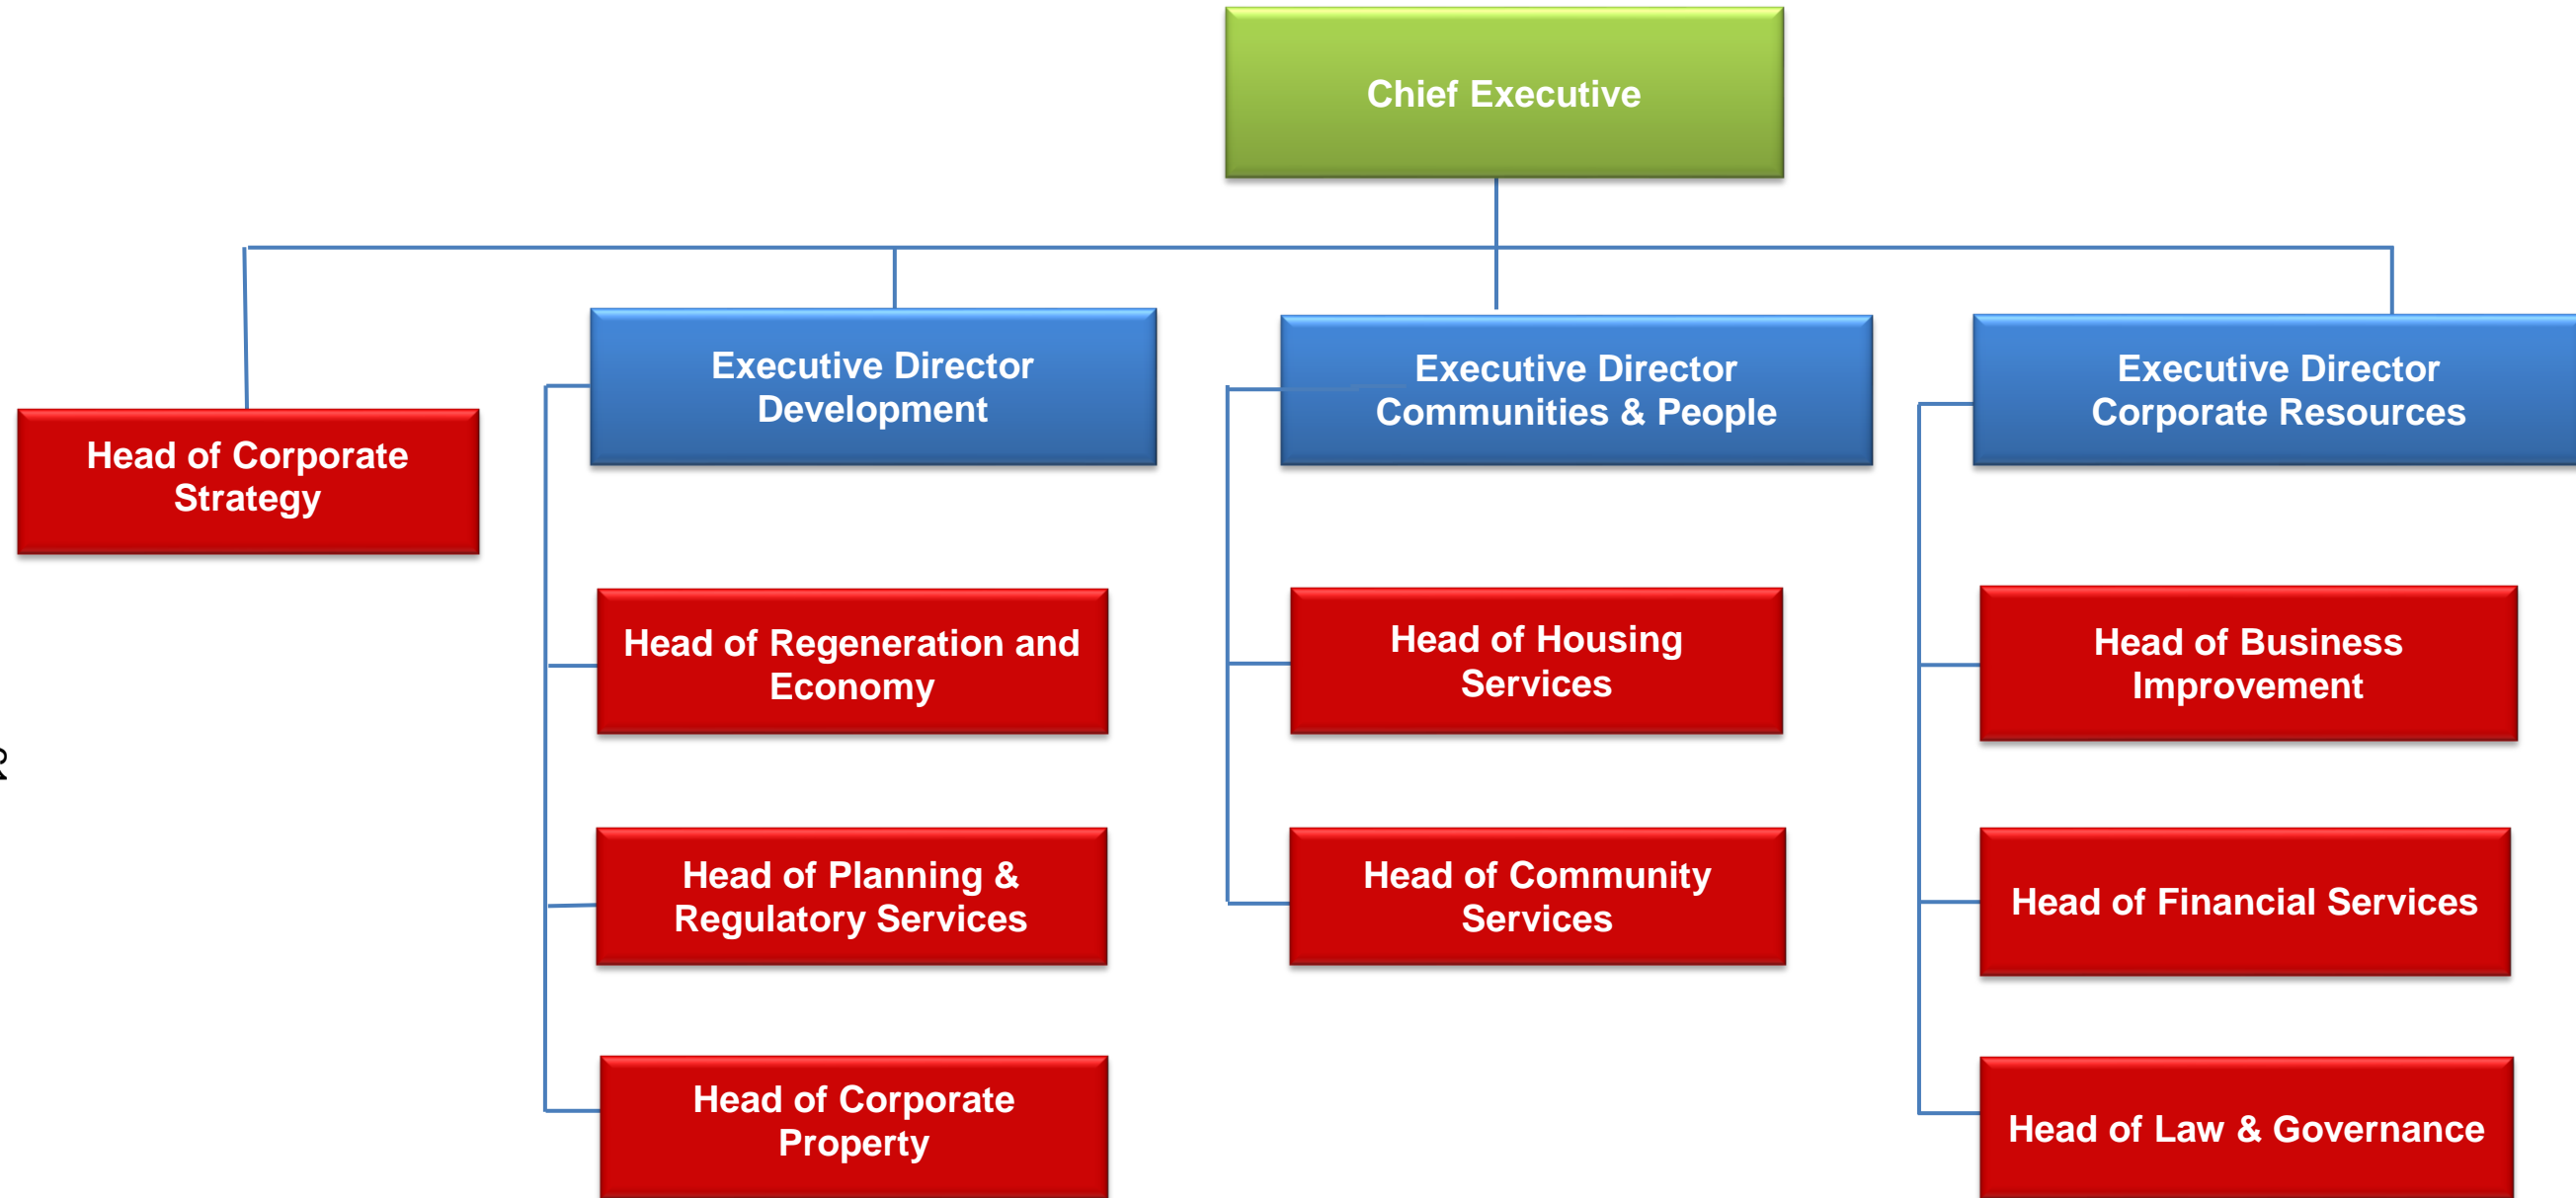 Chief Executive
Executive Director
Development
Executive Director
Communities & People
Executive Director
Corporate Resources
Head of Corporate
Strategy
Head of Regeneration and
Economy
Head of Housing
Services
Head of Business
Improvement
Head of Planning &
Regulatory Services
Head of Community
Services
Head of Financial Services
Head of Corporate
Property
Head of Law & Governance